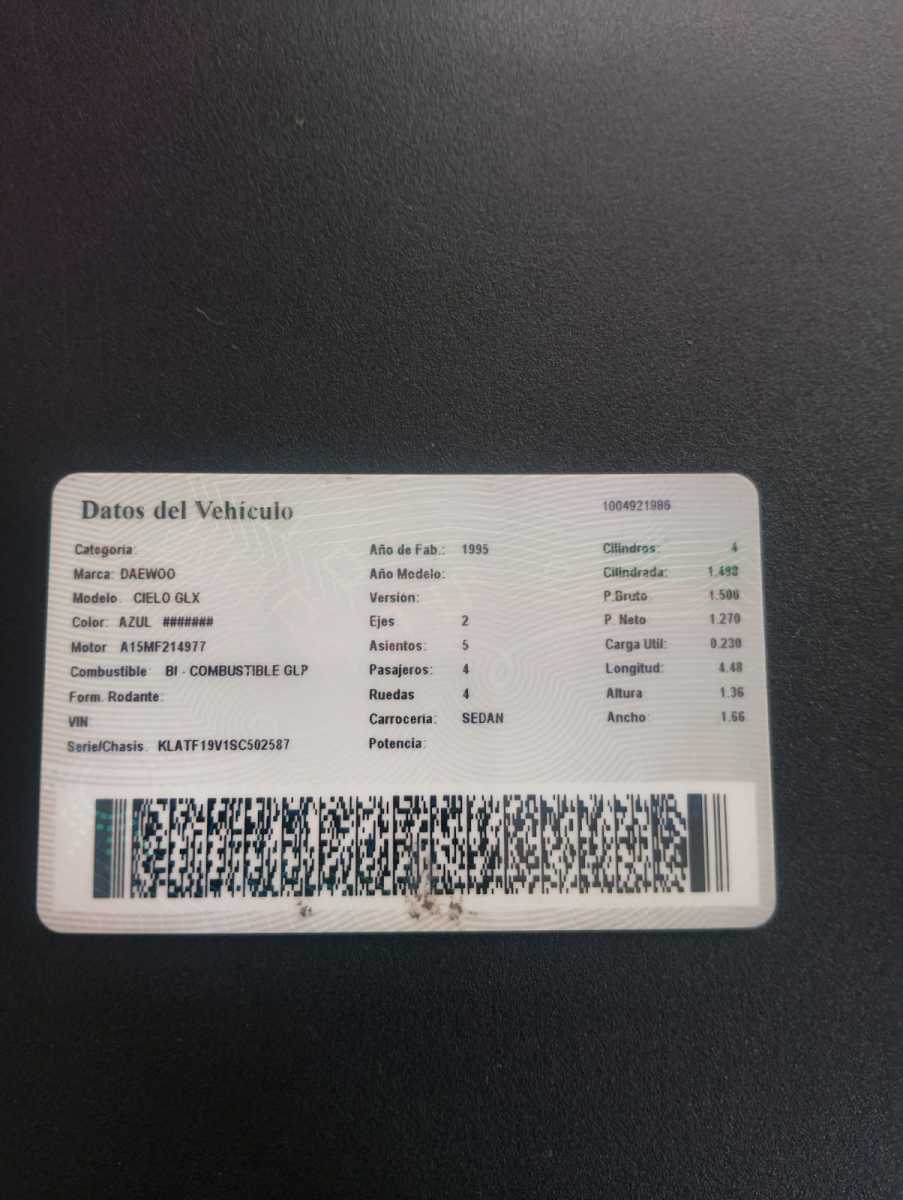 Datos del Vehículo 1004921986
Categoría: Año de Fab.: 1995 Cilindros: 4
Marca: DAEWOO Año Modelo: Cilindrada: 1.498
Modelo. CIELO GLX Versión: P.Bruto 1.500
Color: AZUL ####### Ejes 2 P. Neto 1.270
Motor A15MF214977 Asientos: 5 Carga Util: 0.230
Combustible BI - COMBUSTIBLE GLP Pasajeros: 4 Longitud: 4.48
Form. Rodante: Ruedas 4 Altura 1.36
VIN Carrocería: SEDAN Ancho 1.66
Serie/Chasis. KLATF19V1SC502587 Potencia: